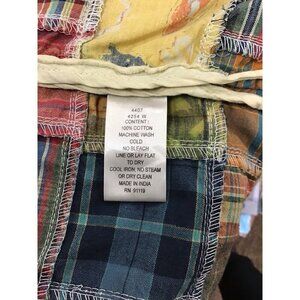 4407
4254 W
CONTENT:
100% COTTON
MACHINE WASH
COLD
NO BLEACH
LINE OR LAY FLAT
TO DRY
COOL IRON, NO STEAM
OR DRY CLEAN
MADE IN INDIA
RN 91119